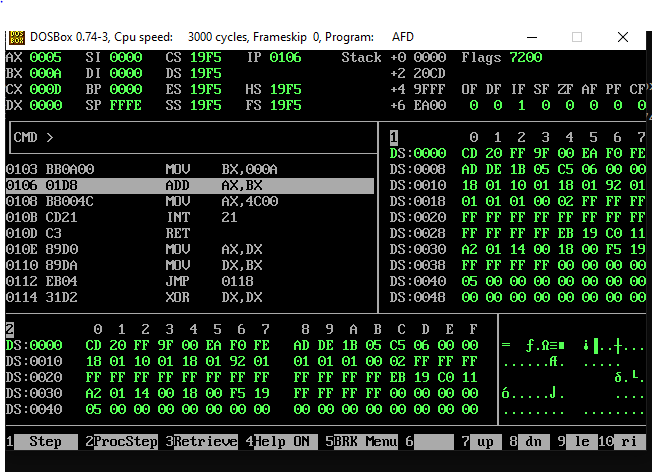 DOSBox 0.74-3, Cpu speed: 3000 cycles, Frameskip 0, Program: AFD
AX 0005 SI 0000 CS 19F5 IP 0106 Stack +0 0000 Flags 7200
BX 000A DI 0000 DS 19F5 +2 20CD
CX 000D BP 0000 ES 19F5 HS 19F5 +4 9FFF OF DF IF SF ZF AF PF CF
DX 0000 SP FFFE SS 19F5 FS 19F5 +6 EA00 0 0 1 0 0 0 0 0
CMD >
1 0 1 2 3 4 5 6 7
DS:0000 CD 20 FF 9F 00 EA F0 FE
0103 BB0A00 MOV BX,000A DS:0008 AD DE 1B 05 C5 06 00 00
0106 01D8 ADD AX,BX DS:0010 18 01 10 01 18 01 92 01
0108 B8004C MOV AX,4C00 DS:0018 01 01 01 00 02 FF FF FF
010B CD21 INT 21 DS:0020 FF FF FF FF FF FF FF FF
010D C3 RET DS:0028 FF FF FF FF EB 19 C0 11
010E 89D0 MOV AX,DX DS:0030 A2 01 14 00 18 00 F5 19
0110 89DA MOV DX,BX DS:0038 FF FF FF FF 00 00 00 00
0112 EB04 JMP 0118 DS:0040 05 00 00 00 00 00 00 00
0114 31D2 XOR DX,DX DS:0048 00 00 00 00 00 00 00 00
2 0 1 2 3 4 5 6 7 8 9 A B C D E F
DS:0000 CD 20 FF 9F 00 EA F0 FE AD DE 1B 05 C5 06 00 00 = ƒ.Ω≡■ ¡▐..┼...
DS:0010 18 01 10 01 18 01 92 01 01 01 01 00 02 FF FF FF ......Æ. .....
DS:0020 FF FF FF FF FF FF FF FF FF FF FF FF EB 19 C0 11 δ.└.
DS:0030 A2 01 14 00 18 00 F5 19 FF FF FF FF 00 00 00 00 ó.....⌡. ....
DS:0040 05 00 00 00 00 00 00 00 00 00 00 00 00 00 00 00 ........ ........
1 Step 2ProcStep 3Retrieve 4Help ON 5BRK Menu 6 7 up 8 dn 9 le 10 ri